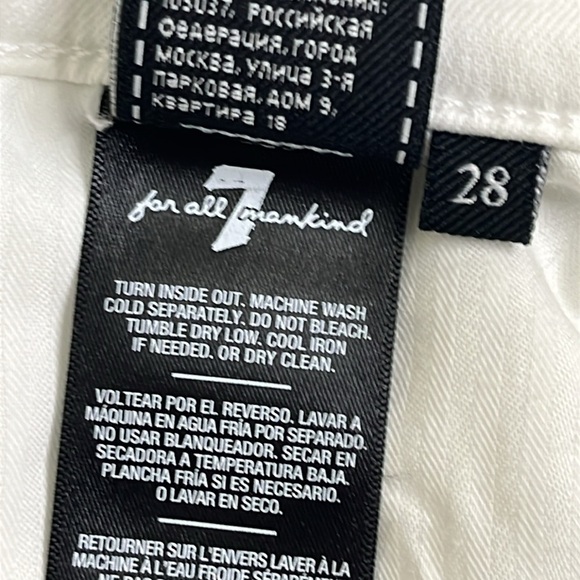 105037, РОССИЙСКАЯ
ФЕДЕРАЦИЯ, ГОРОД
МОСКВА, УЛИЦА 3-Я
ПАРКОВАЯ, ДОМ 9,
КВАРТИРА 18
28
7
for all mankind
TURN INSIDE OUT. MACHINE WASH
COLD SEPARATELY. DO NOT BLEACH.
TUMBLE DRY LOW. COOL IRON
IF NEEDED. OR DRY CLEAN.
VOLTEAR POR EL REVERSO. LAVAR A
MÁQUINA EN AGUA FRÍA POR SEPARADO.
NO USAR BLANQUEADOR. SECAR EN
SECADORA A TEMPERATURA BAJA.
PLANCHA FRÍA SI ES NECESARIO.
O LAVAR EN SECO.
RETOURNER SUR L'ENVERS LAVER À LA
MACHINE À L'EAU FROIDE SÉPARÉMENT